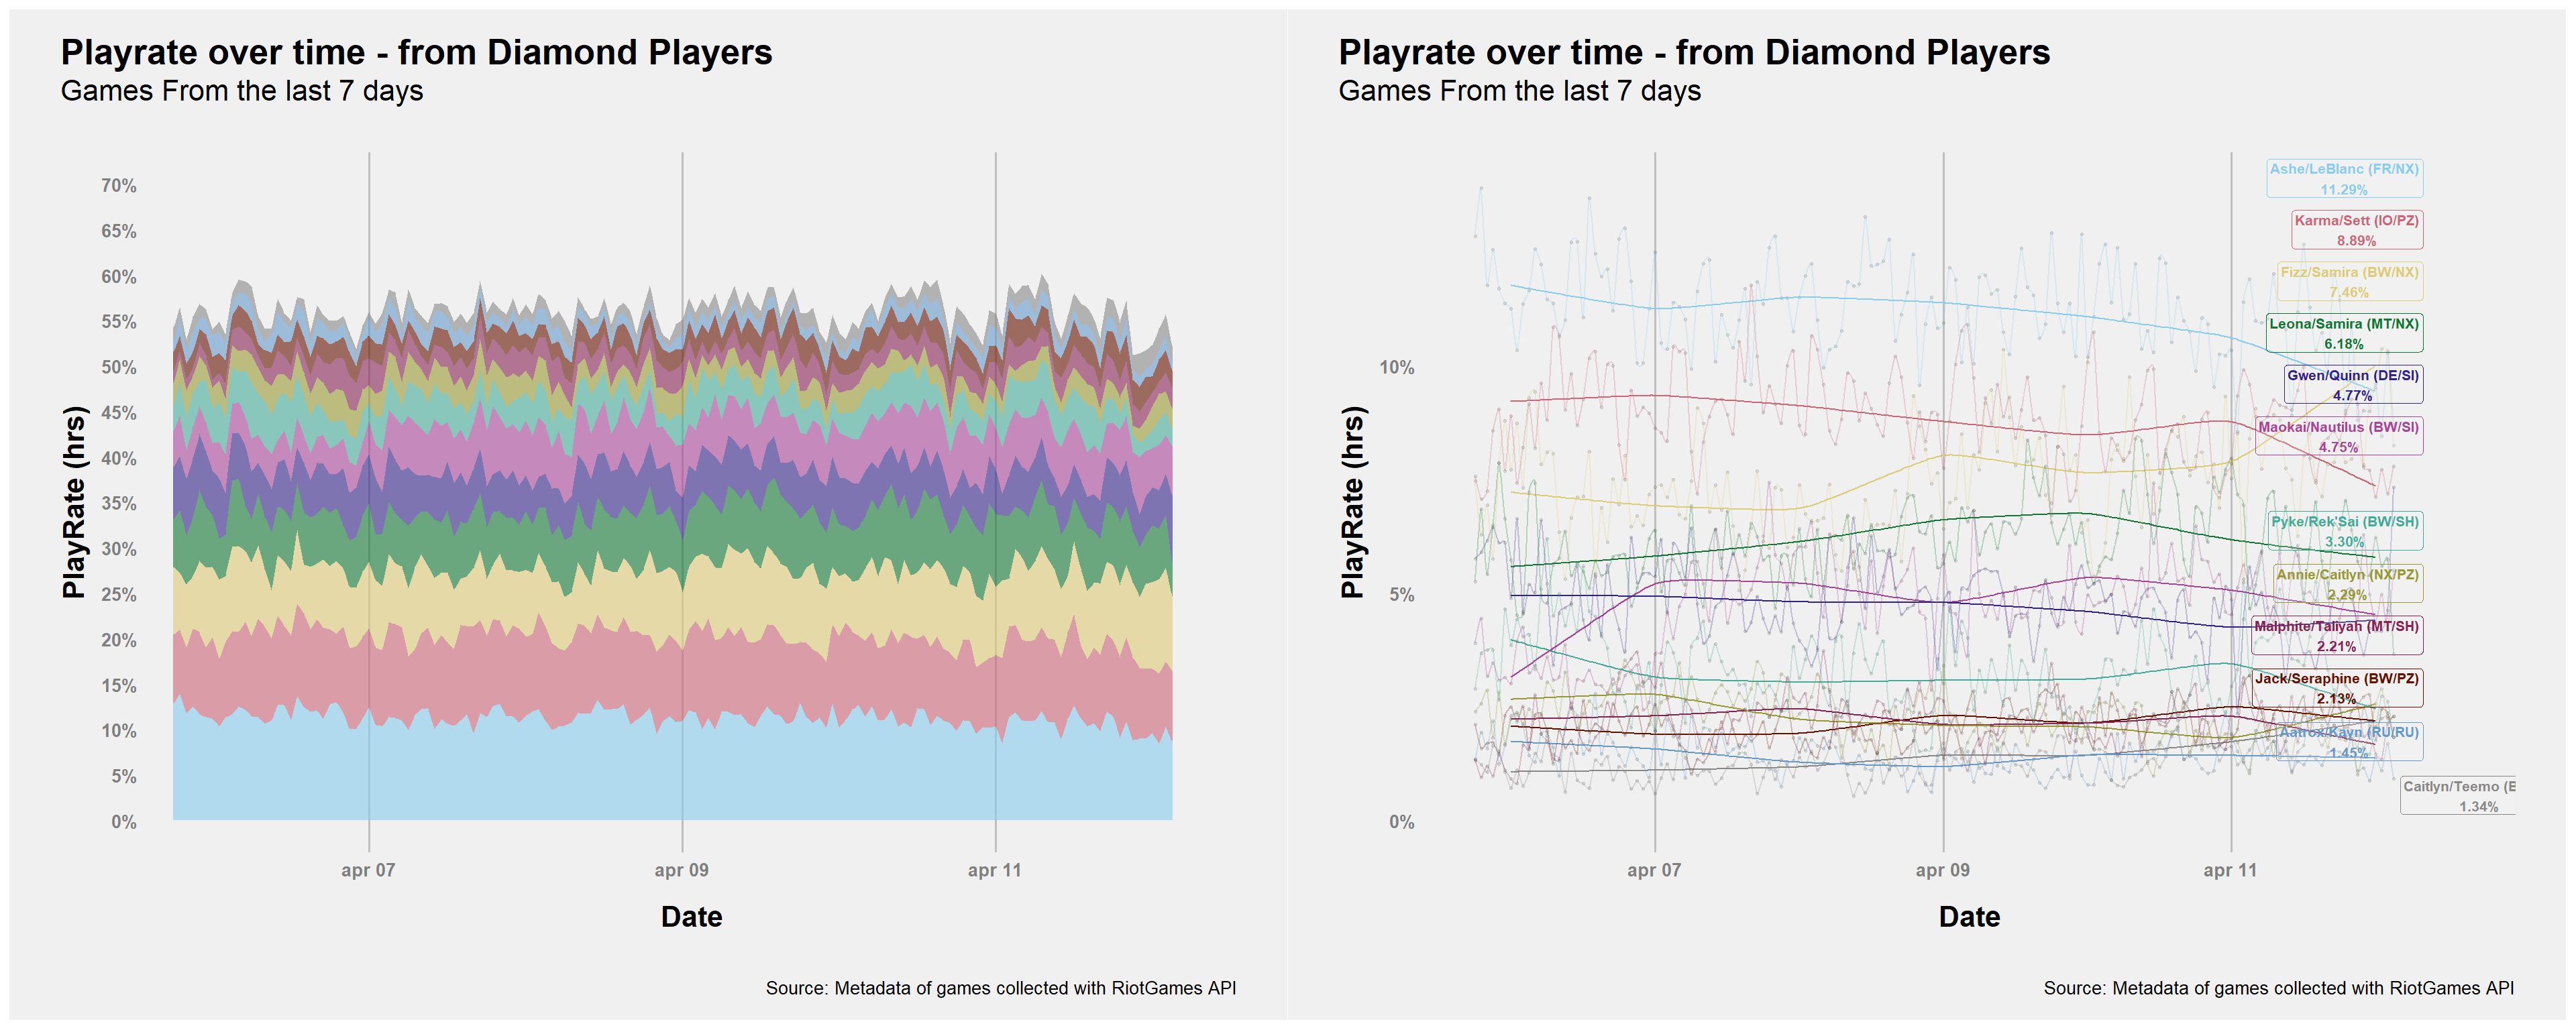 Playrate over time - from Diamond Players
Games From the last 7 days
PlayRate (hrs)
70%
65%
60%
55%
50%
45%
40%
35%
30%
25%
20%
15%
10%
5%
0%
apr 07 apr 09 apr 11
Date
Source: Metadata of games collected with RiotGames API
Playrate over time - from Diamond Players
Games From the last 7 days
PlayRate (hrs)
10%
5%
0%
Ashe/LeBlanc (FR/NX)
11.29%
Karma/Sett (IO/PZ)
8.89%
Fizz/Samira (BW/NX)
7.46%
Leona/Samira (MT/NX)
6.18%
Gwen/Quinn (DE/SI)
4.77%
Maokai/Nautilus (BW/SI)
4.75%
Pyke/Rek'Sai (BW/SH)
3.30%
Annie/Caitlyn (NX/PZ)
2.29%
Malphite/Taliyah (MT/SH)
2.21%
Jack/Seraphine (BW/PZ)
2.13%
Aatrox/Kayn (RU/RU)
1.45%
Caitlyn/Teemo (B
1.34%
apr 07 apr 09 apr 11
Date
Source: Metadata of games collected with RiotGames API